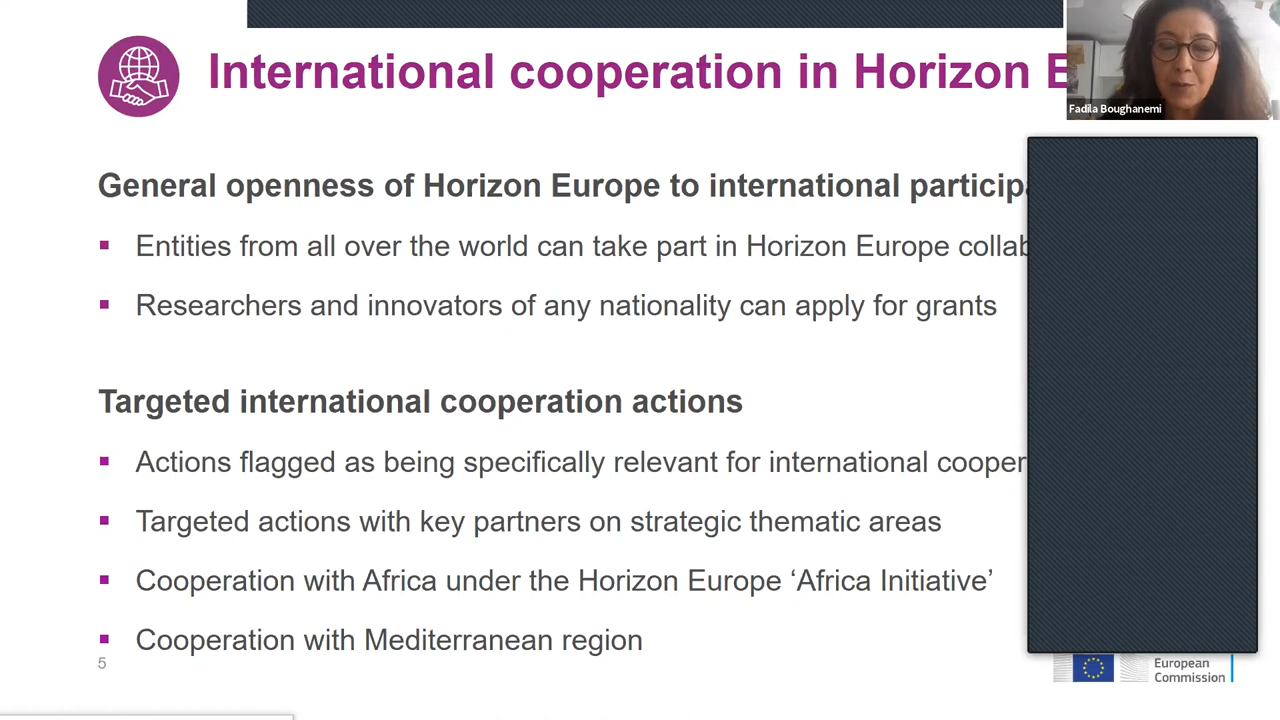 International cooperation in Horizon
Fadila Boughanemi
General openness of Horizon Europe to international
▪ Entities from all over the world can take part in Horizon Europe
▪ Researchers and innovators of any nationality can apply for grants
Targeted international cooperation actions
▪ Actions flagged as being specifically relevant for international
▪ Targeted actions with key partners on strategic thematic areas
▪ Cooperation with Africa under the Horizon Europe ‘Africa Initiative’
▪ Cooperation with Mediterranean region
5
European
Commission